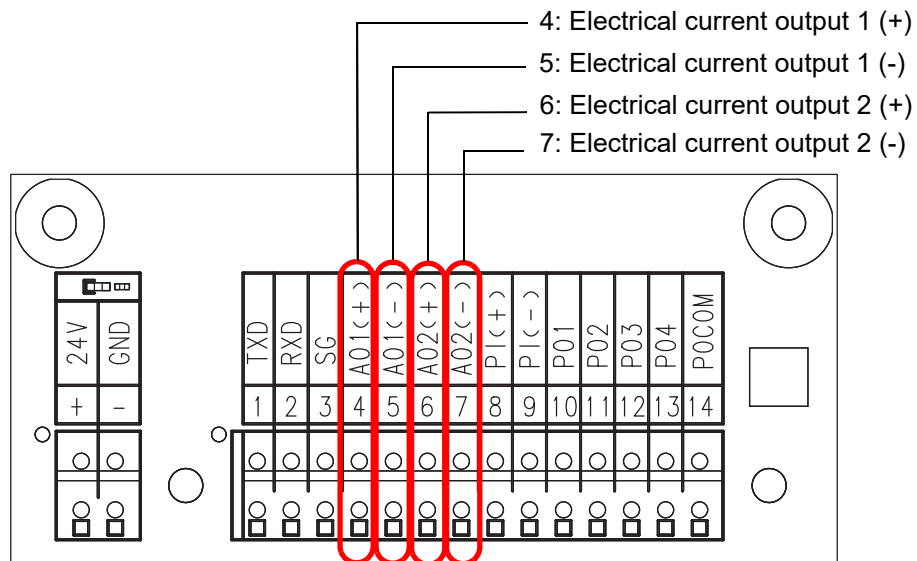 4: Electrical current output 1 (+)
5: Electrical current output 1 (-)
6: Electrical current output 2 (+)
7: Electrical current output 2 (-)
24V GND
TXD RXD SG AO1(+) AO1(-) AO2(+) AO2(-) PI(+) PI(-) PO1 PO2 PO3 PO4 POCOM
+ -
1 2 3 4 5 6 7 8 9 10 11 12 13 14